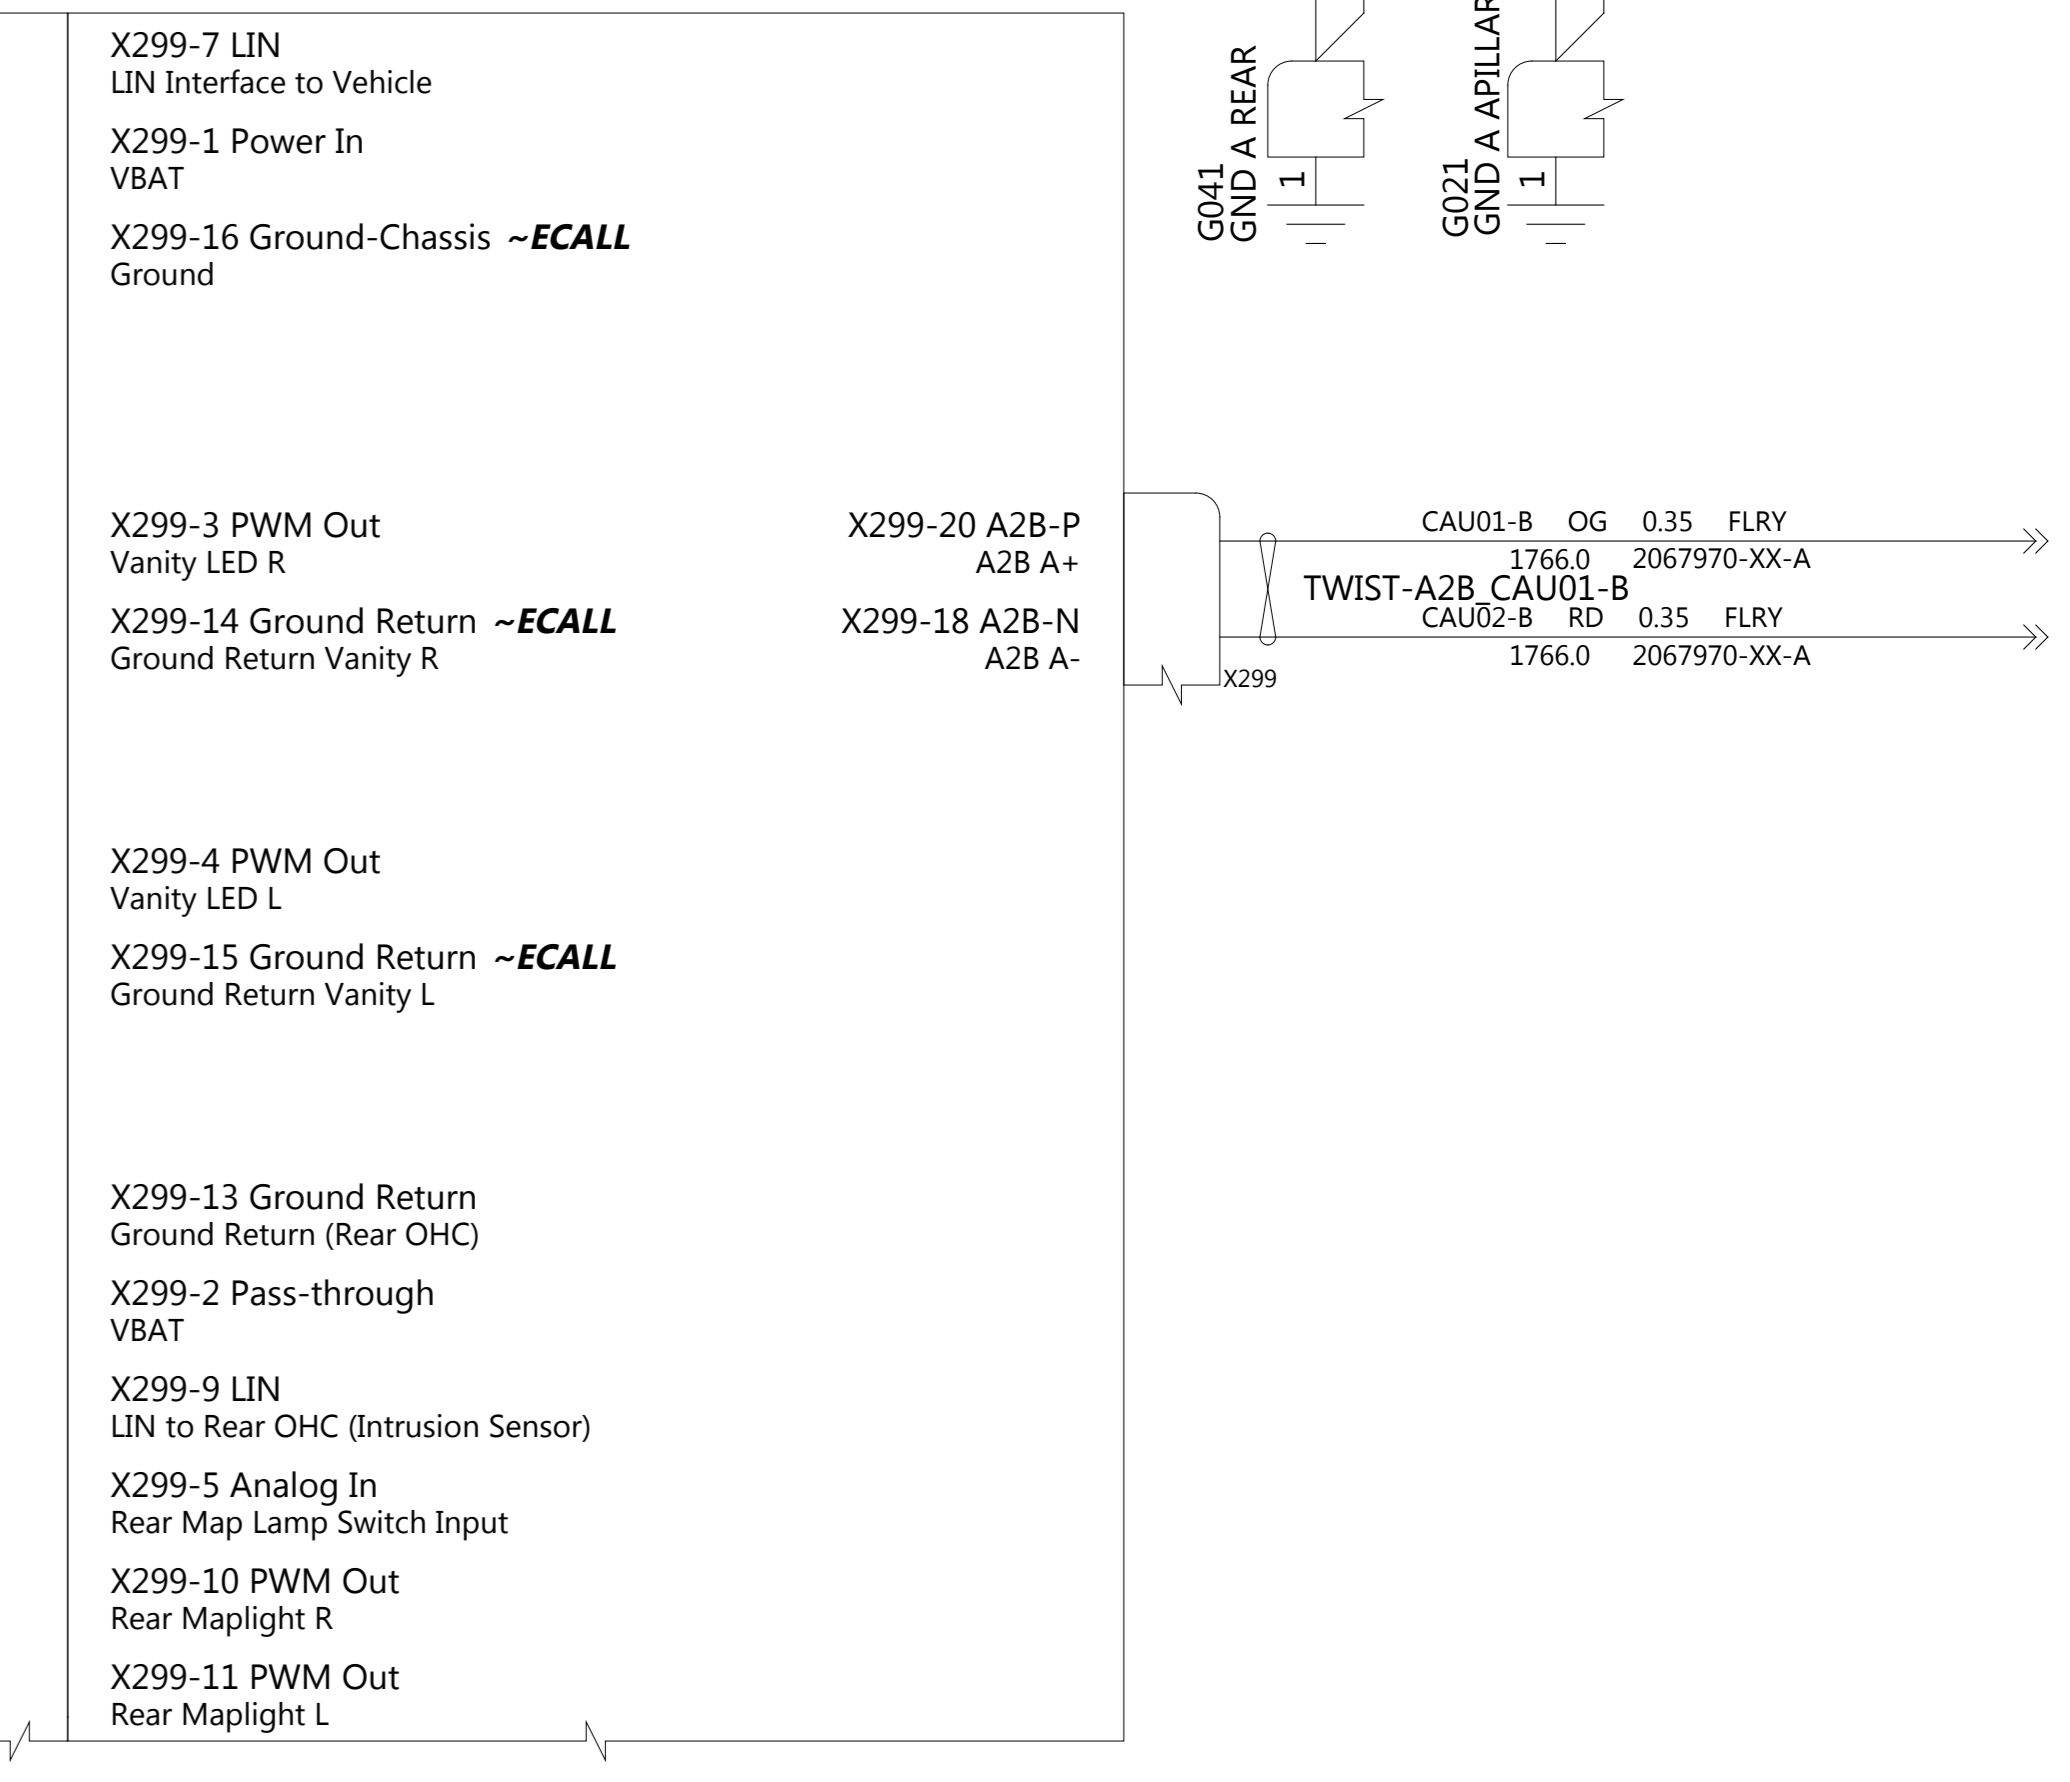 X299-7 LIN
LIN Interface to Vehicle
X299-1 Power In
VBAT
X299-16 Ground-Chassis ~ECALL
Ground
X299-3 PWM Out
Vanity LED R
X299-14 Ground Return ~ECALL
Ground Return Vanity R
X299-4 PWM Out
Vanity LED L
X299-15 Ground Return ~ECALL
Ground Return Vanity L
X299-13 Ground Return
Ground Return (Rear OHC)
X299-2 Pass-through
VBAT
X299-9 LIN
LIN to Rear OHC (Intrusion Sensor)
X299-5 Analog In
Rear Map Lamp Switch Input
X299-10 PWM Out
Rear Maplight R
X299-11 PWM Out
Rear Maplight L
X299-20 A2B-P
A2B A+
X299-18 A2B-N
A2B A-
X299
G041
GND A REAR
1
G021
GND A APILLAR
1
CAU01-B OG 0.35 FLRY
1766.0 2067970-XX-A
TWIST-A2B_CAU01-B
CAU02-B RD 0.35 FLRY
1766.0 2067970-XX-A